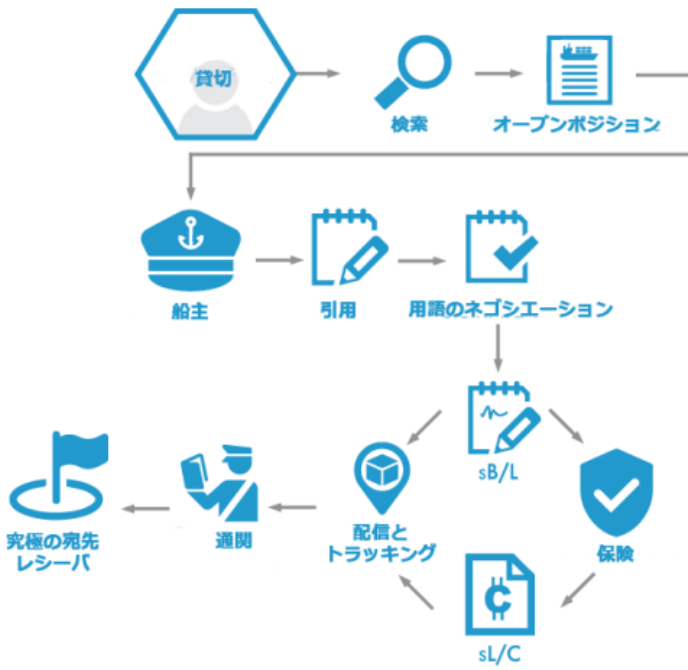 貸切
検索
オープンポジション
船主
引用
用語のネゴシエーション
sB/L
保険
配信と
トラッキング
通関
究極の宛先
レシーバ
sL/C